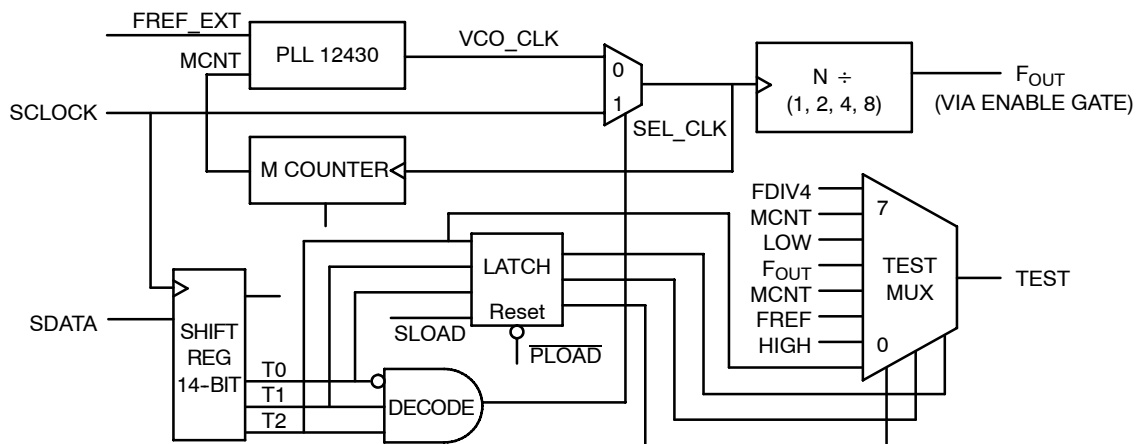 FREF_EXT
MCNT
PLL 12430
VCO_CLK
0
1
N ÷
(1, 2, 4, 8)
FOUT
(VIA ENABLE GATE)
SCLOCK
SEL_CLK
M COUNTER
FDIV4
MCNT
LOW
FOUT
MCNT
FREF
HIGH
7
TEST
MUX
0
TEST
LATCH
Reset
SLOAD
PLOAD
SDATA
SHIFT
REG
14-BIT
T0
T1
T2
DECODE